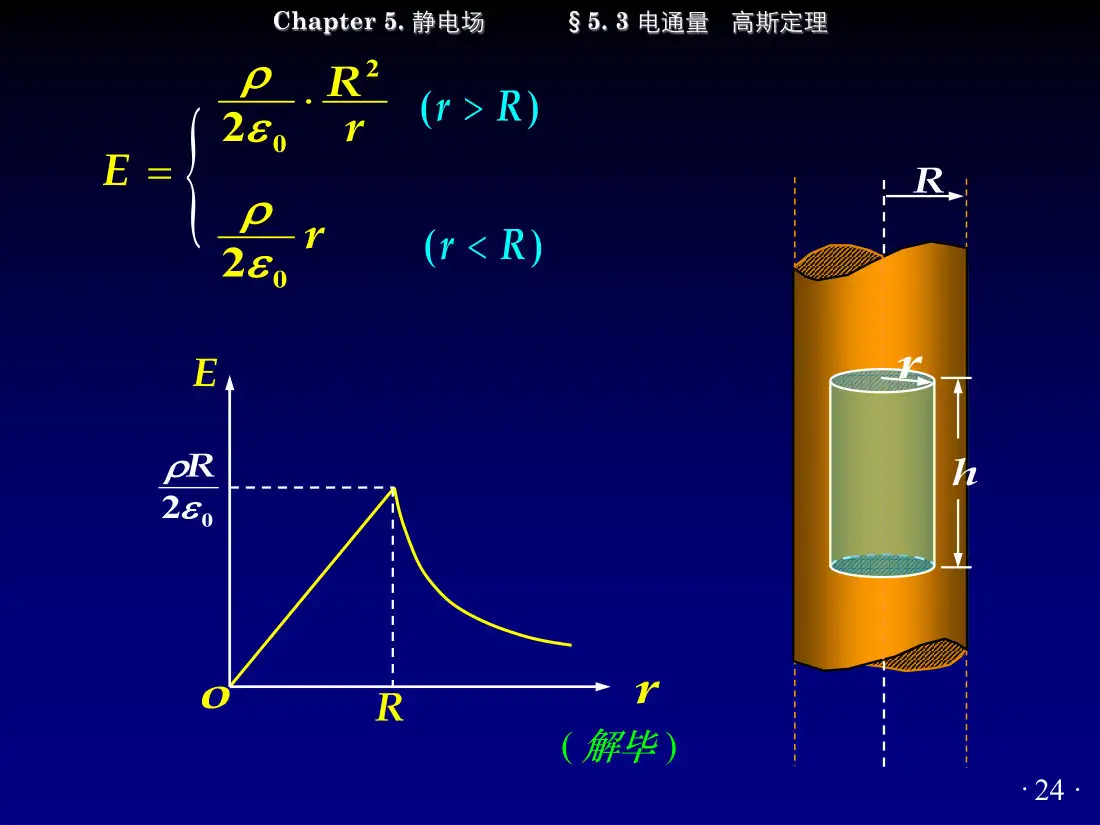 Chapter 5. 静电场 §5. 3 电通量 高斯定理
E = { ρ/2ε₀ · R²/r (r > R)
ρ/2ε₀ r (r < R)
R
r
h
E
ρR/2ε₀
o
R
r
( 解毕 )
· 24 ·